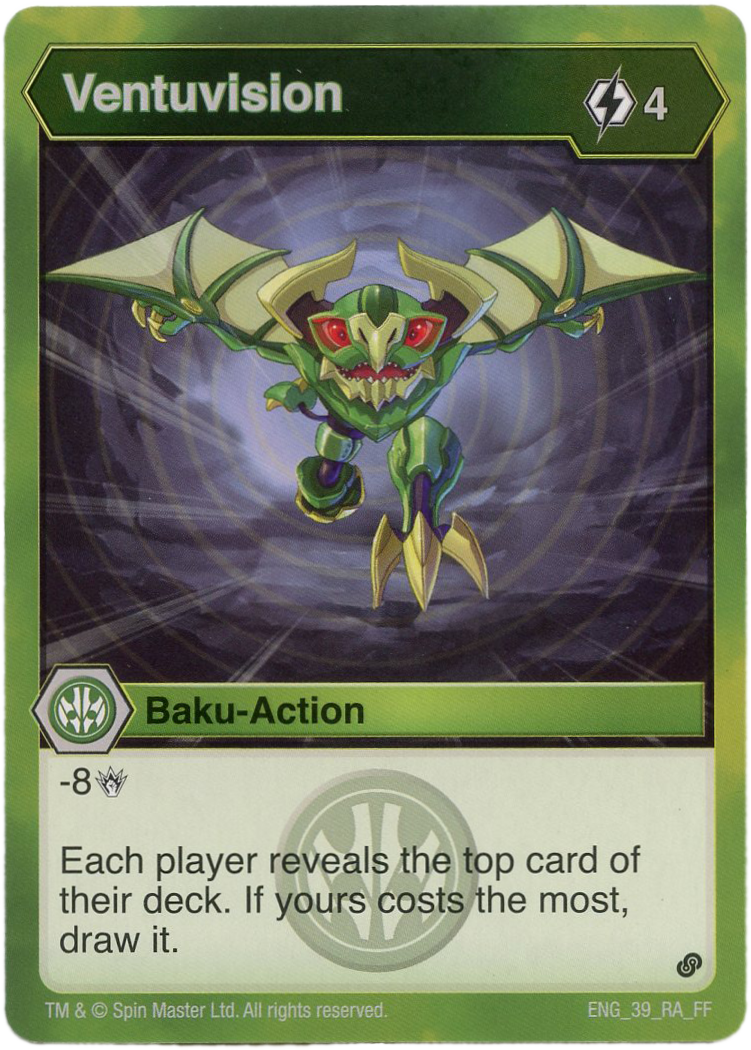 Ventuvision
4
Baku-Action
-8
Each player reveals the top card of
their deck. If yours costs the most,
draw it.
TM & © Spin Master Ltd. All rights reserved.
ENG_39_RA_FF